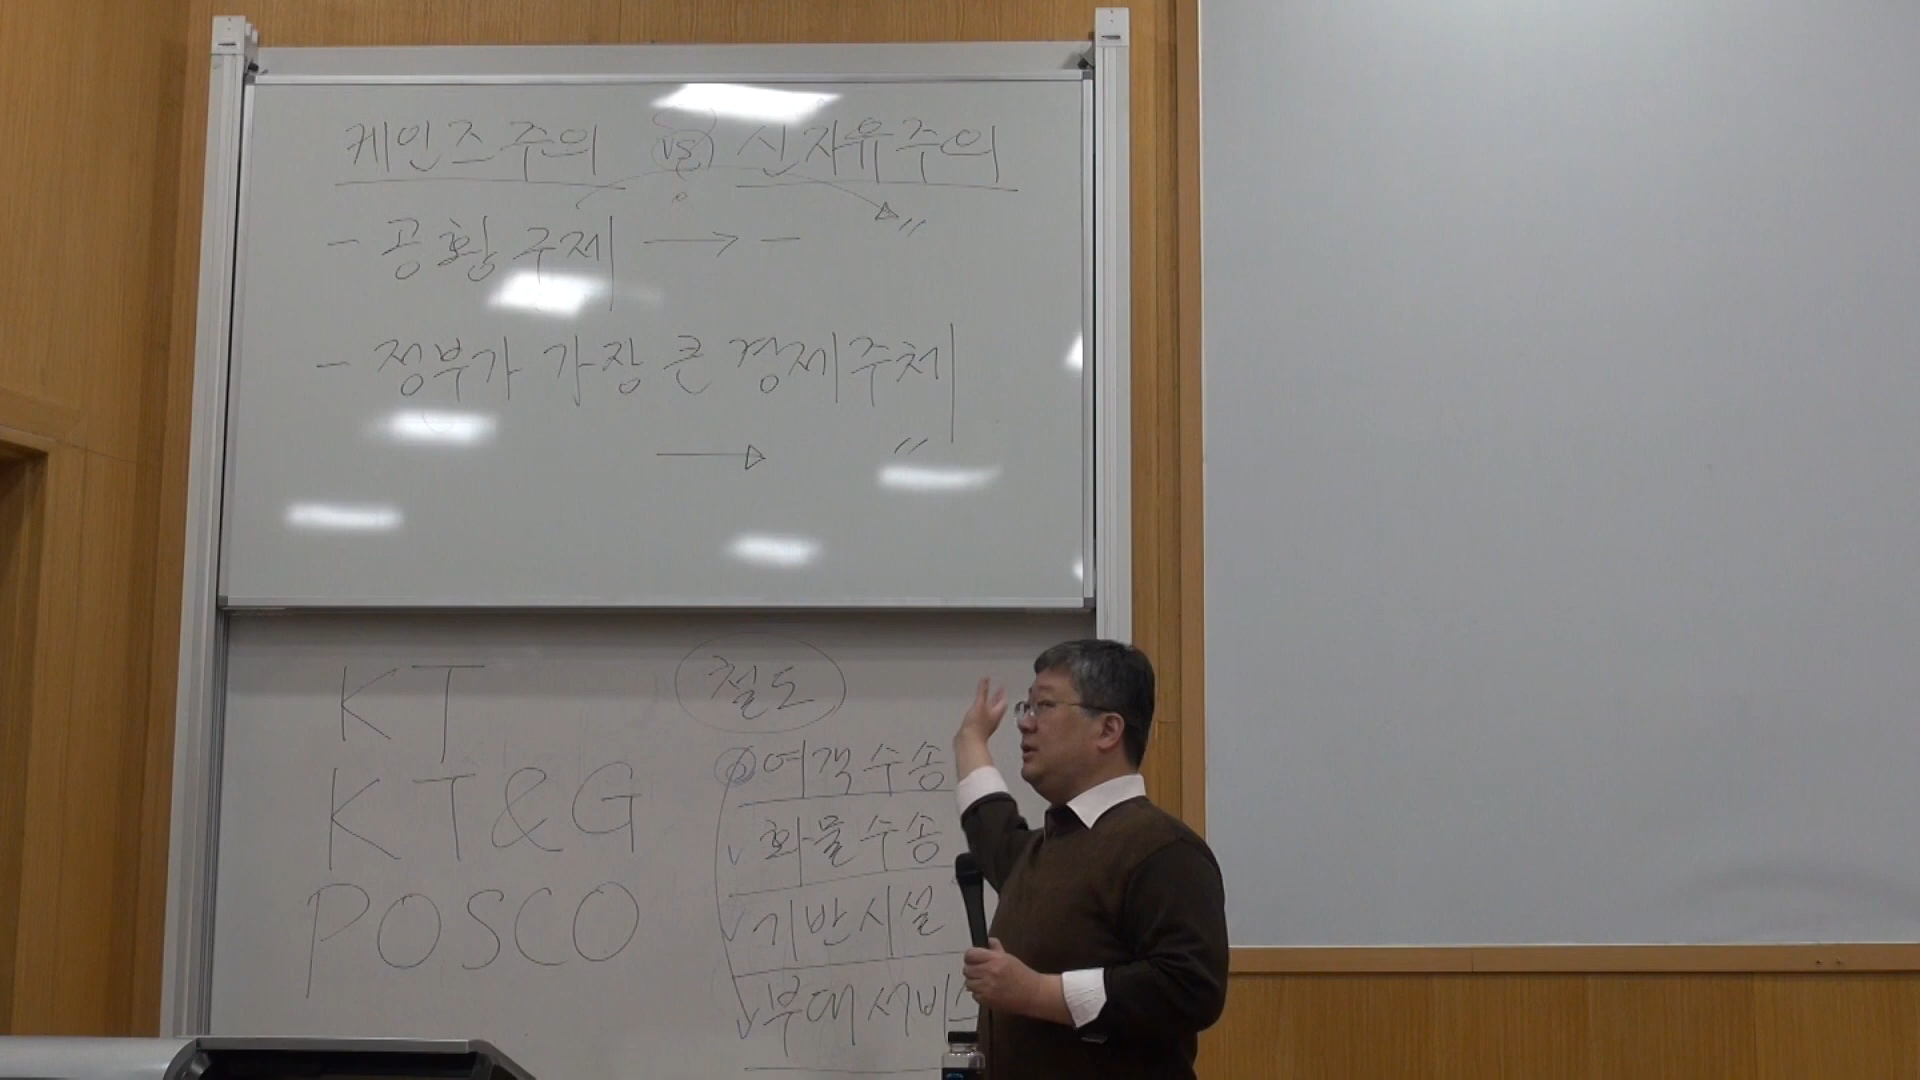 케인즈주의 vs 신자유주의
- 공황구제 → - 〃
- 정부가 가장 큰 경제주체
→ 〃
KT
KT&G
POSCO
철도
여객수송
화물수송
기반시설
부대서비스